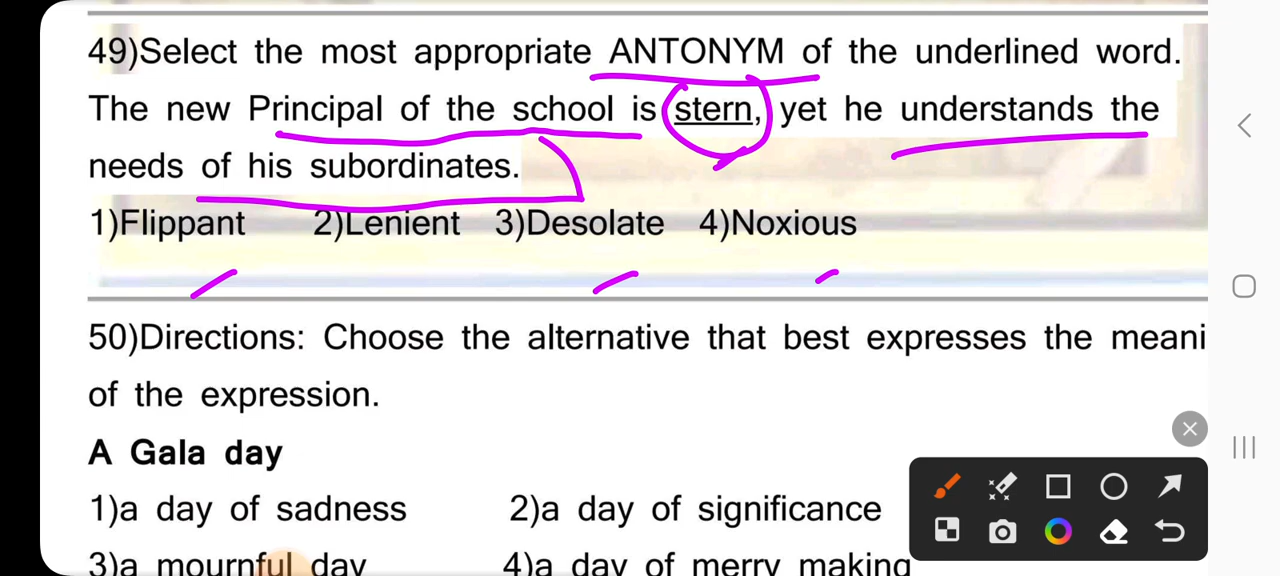 49)Select the most appropriate ANTONYM of the underlined word.
The new Principal of the school is stern, yet he understands the
needs of his subordinates.
1)Flippant 2)Lenient 3)Desolate 4)Noxious
50)Directions: Choose the alternative that best expresses the meani
of the expression.
A Gala day
1)a day of sadness 2)a day of significance
3)a mournful day 4)a day of merry making